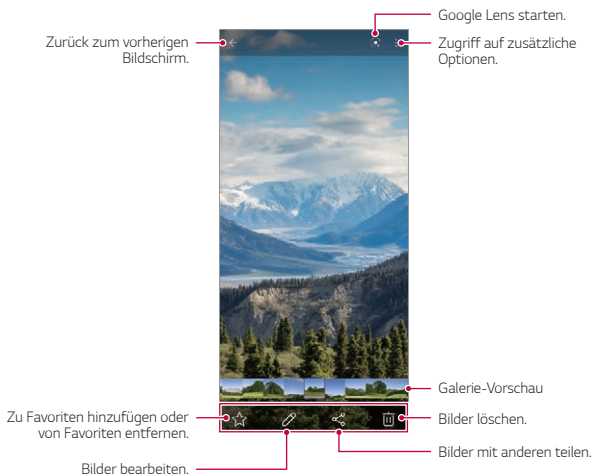 Google Lens starten.
Zurück zum vorherigen
Bildschirm.
Zugriff auf zusätzliche
Optionen.
Galerie-Vorschau
Zu Favoriten hinzufügen oder
von Favoriten entfernen.
Bilder löschen.
Bilder mit anderen teilen.
Bilder bearbeiten.